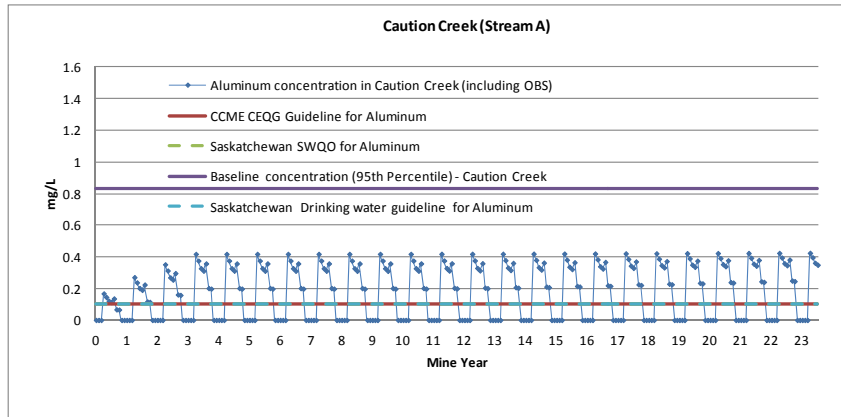 Caution Creek (Stream A)
1.6
1.4
1.2
1
0.8
0.6
0.4
0.2
0
mg/L
Aluminum concentration in Caution Creek (including OBS)
CCME CEQG Guideline for Aluminum
Saskatchewan SWQO for Aluminum
Baseline concentration (95th Percentile) - Caution Creek
Saskatchewan Drinking water guideline for Aluminum
0 1 2 3 4 5 6 7 8 9 10 11 12 13 14 15 16 17 18 19 20 21 22 23
Mine Year